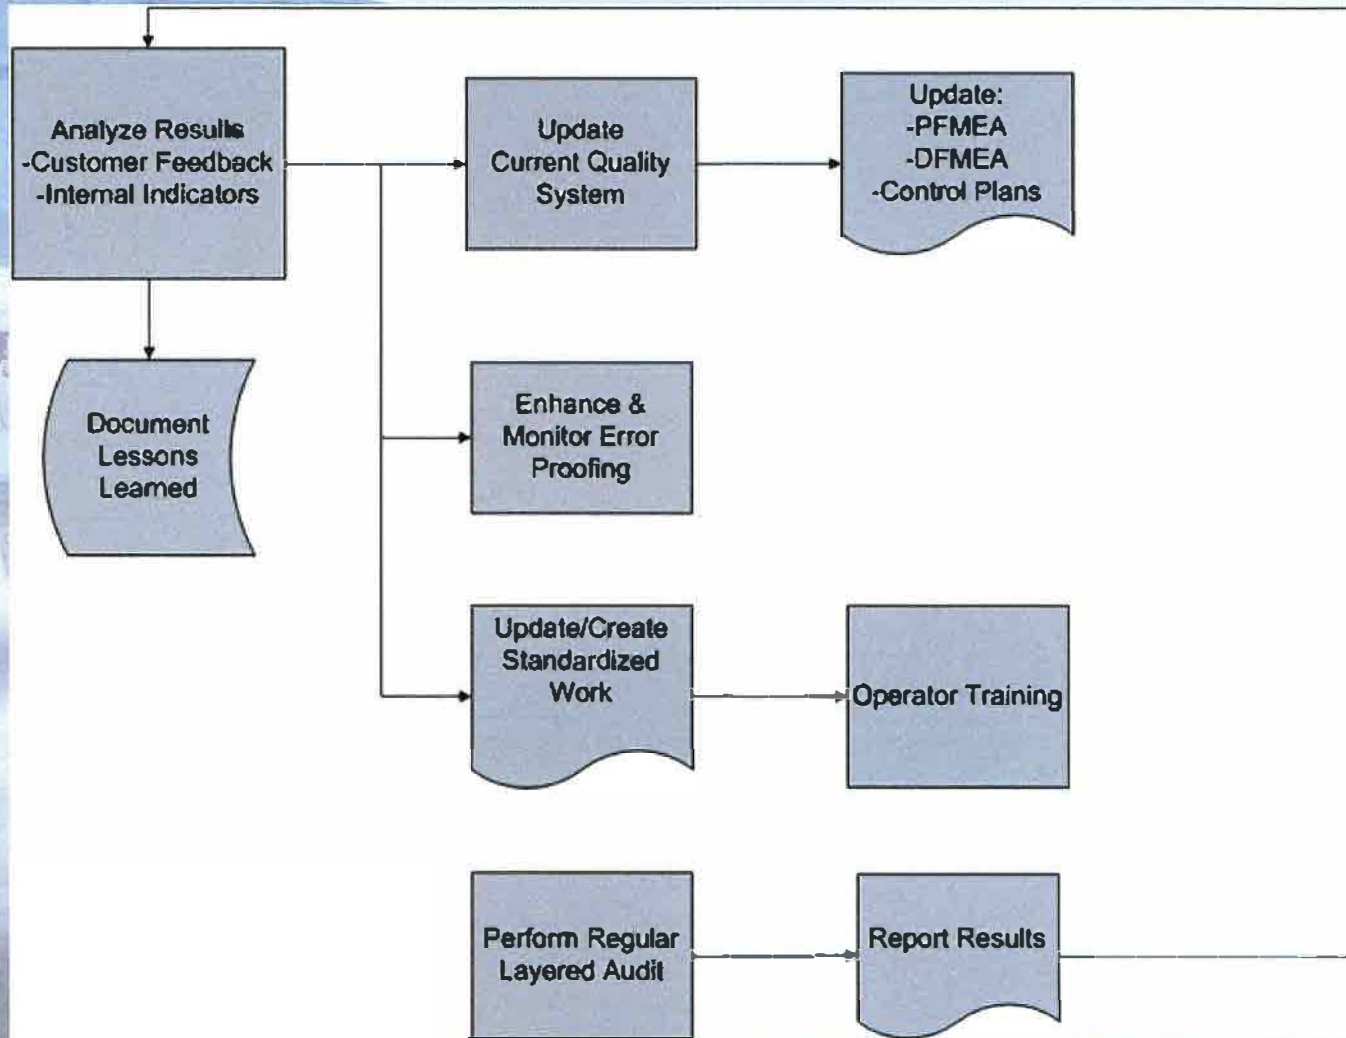 Analyze Results
-Customer Feedback
-Internal Indicators
Update
Current Quality
System
Update:
-PFMEA
-DFMEA
-Control Plans
Document
Lessons
Learned
Enhance &
Monitor Error
Proofing
Update/Create
Standardized
Work
Operator Training
Perform Regular
Layered Audit
Report Results